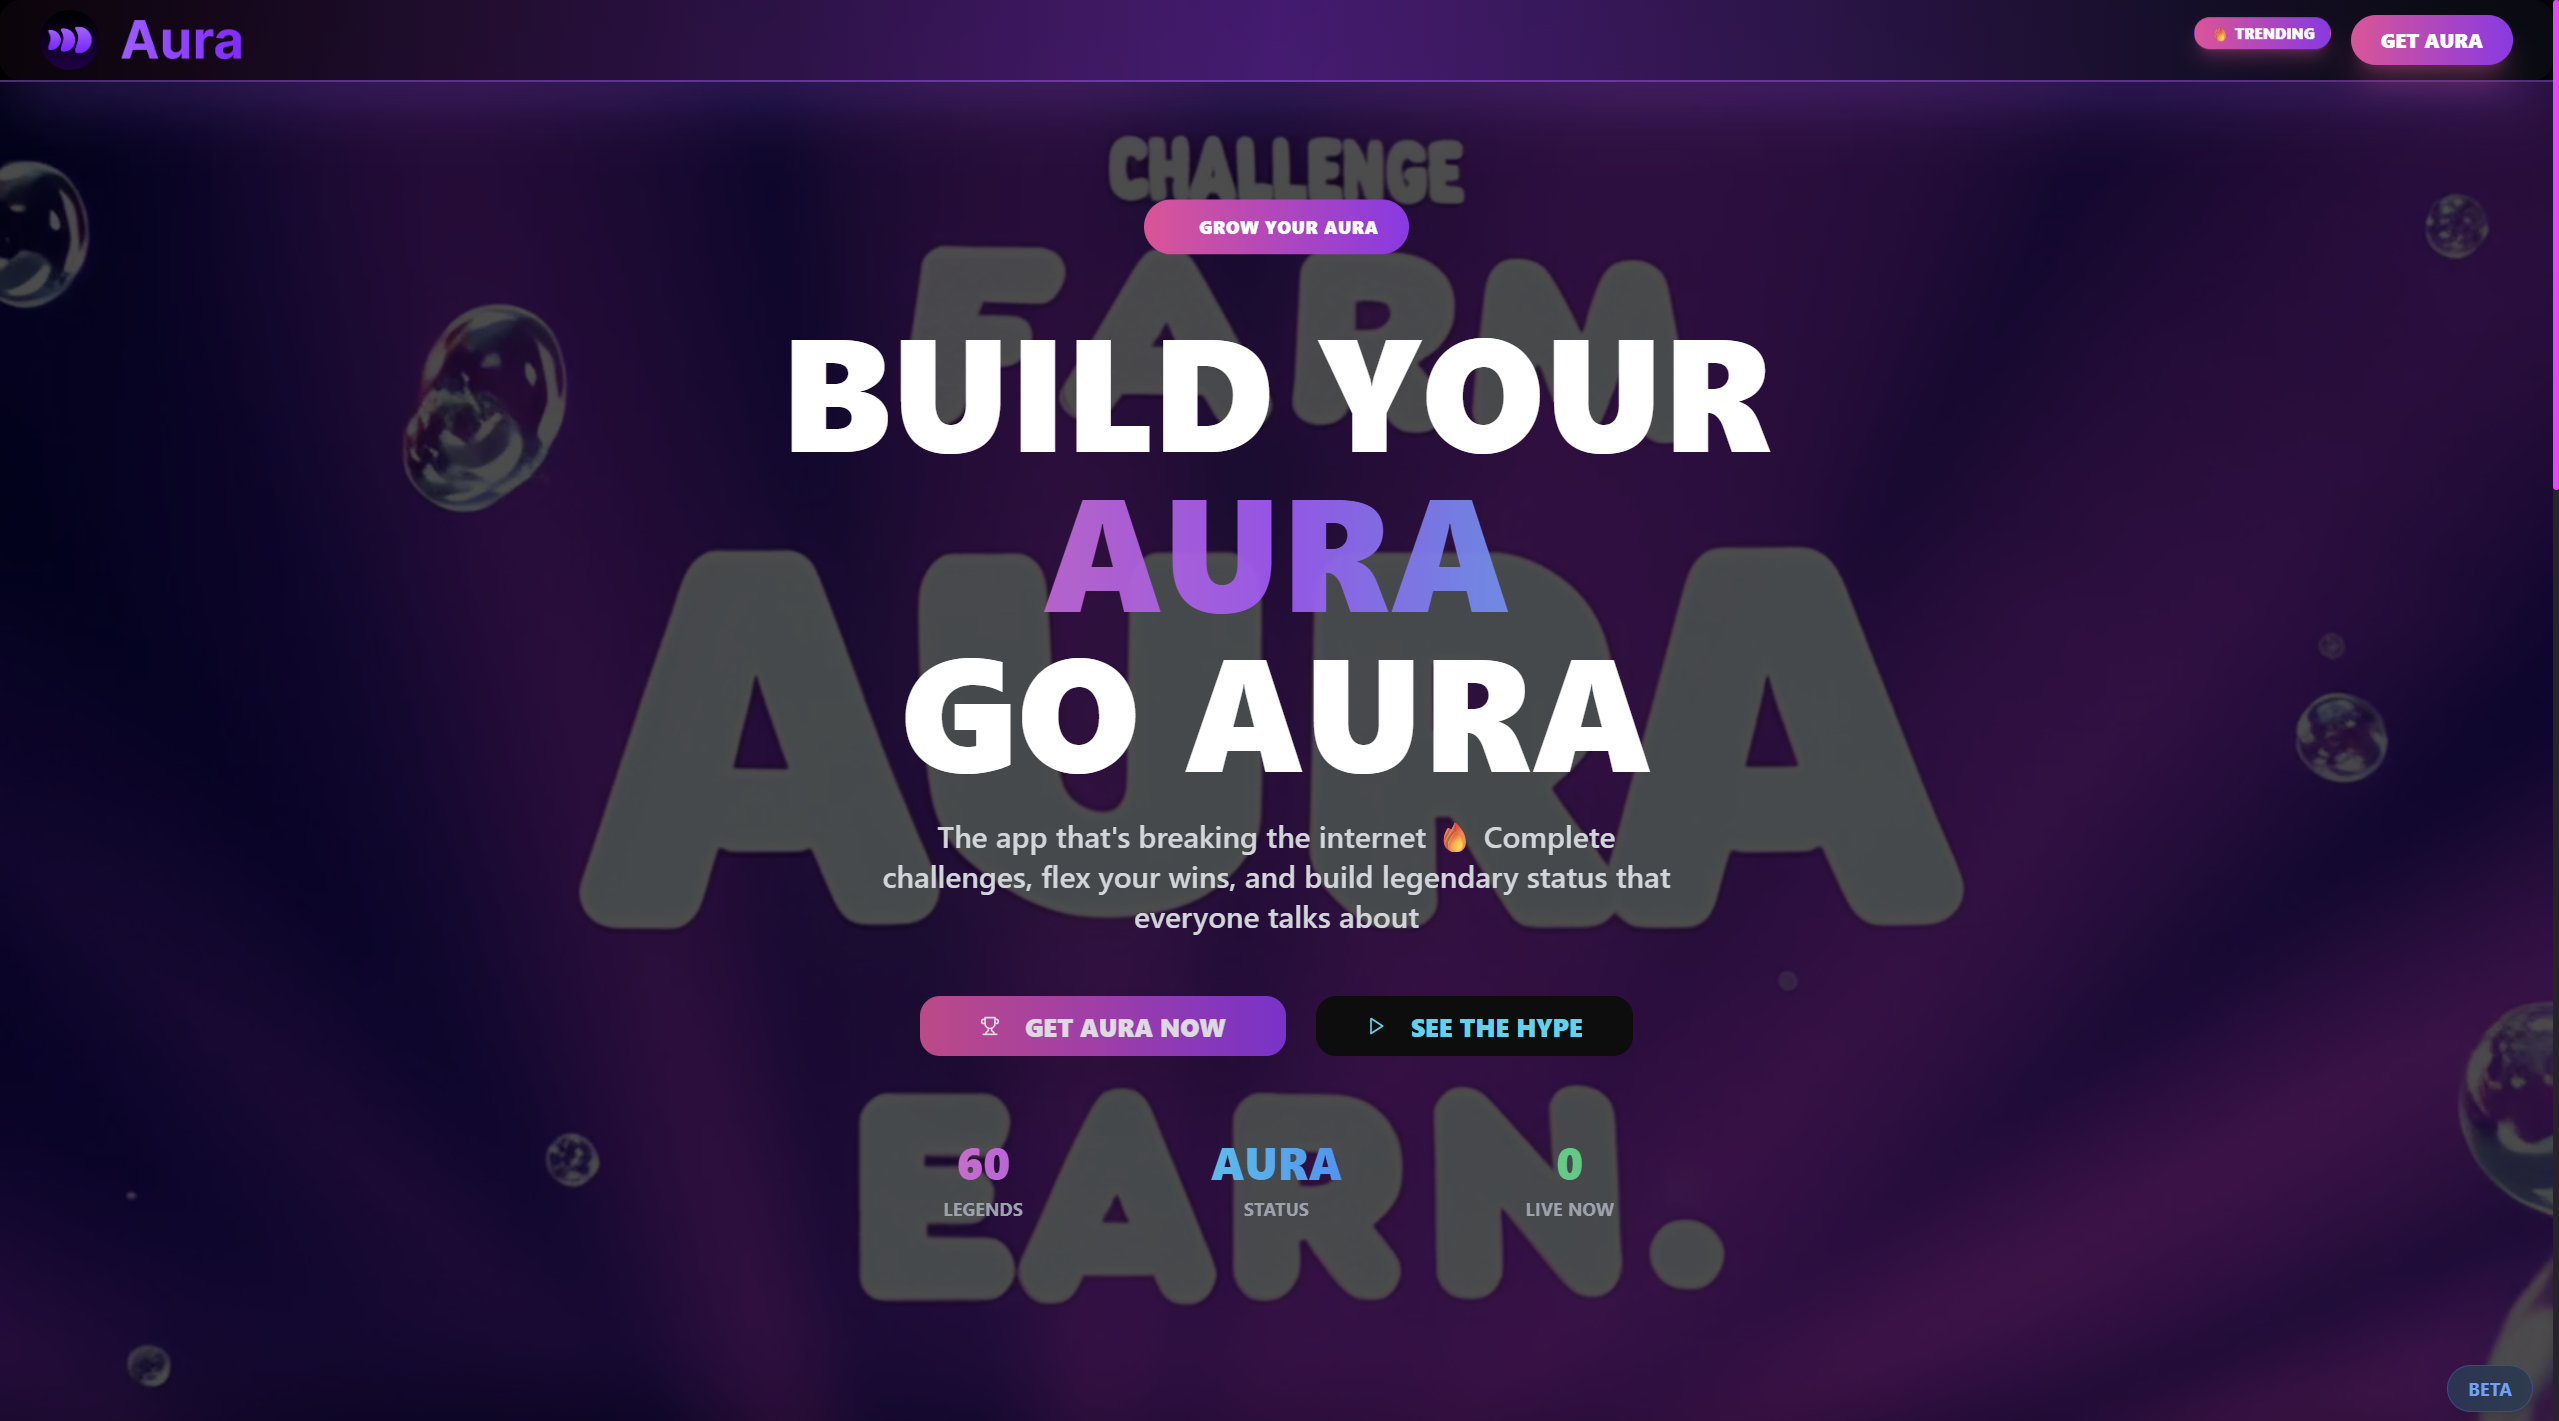 Aura
🔥 TRENDING
GET AURA
CHALLENGE
GROW YOUR AURA
FARM
BUILD YOUR
AURA
GO AURA
AURA
The app that's breaking the internet 🔥 Complete
challenges, flex your wins, and build legendary status that
everyone talks about
GET AURA NOW
SEE THE HYPE
EARN.
60
LEGENDS
AURA
STATUS
0
LIVE NOW
BETA